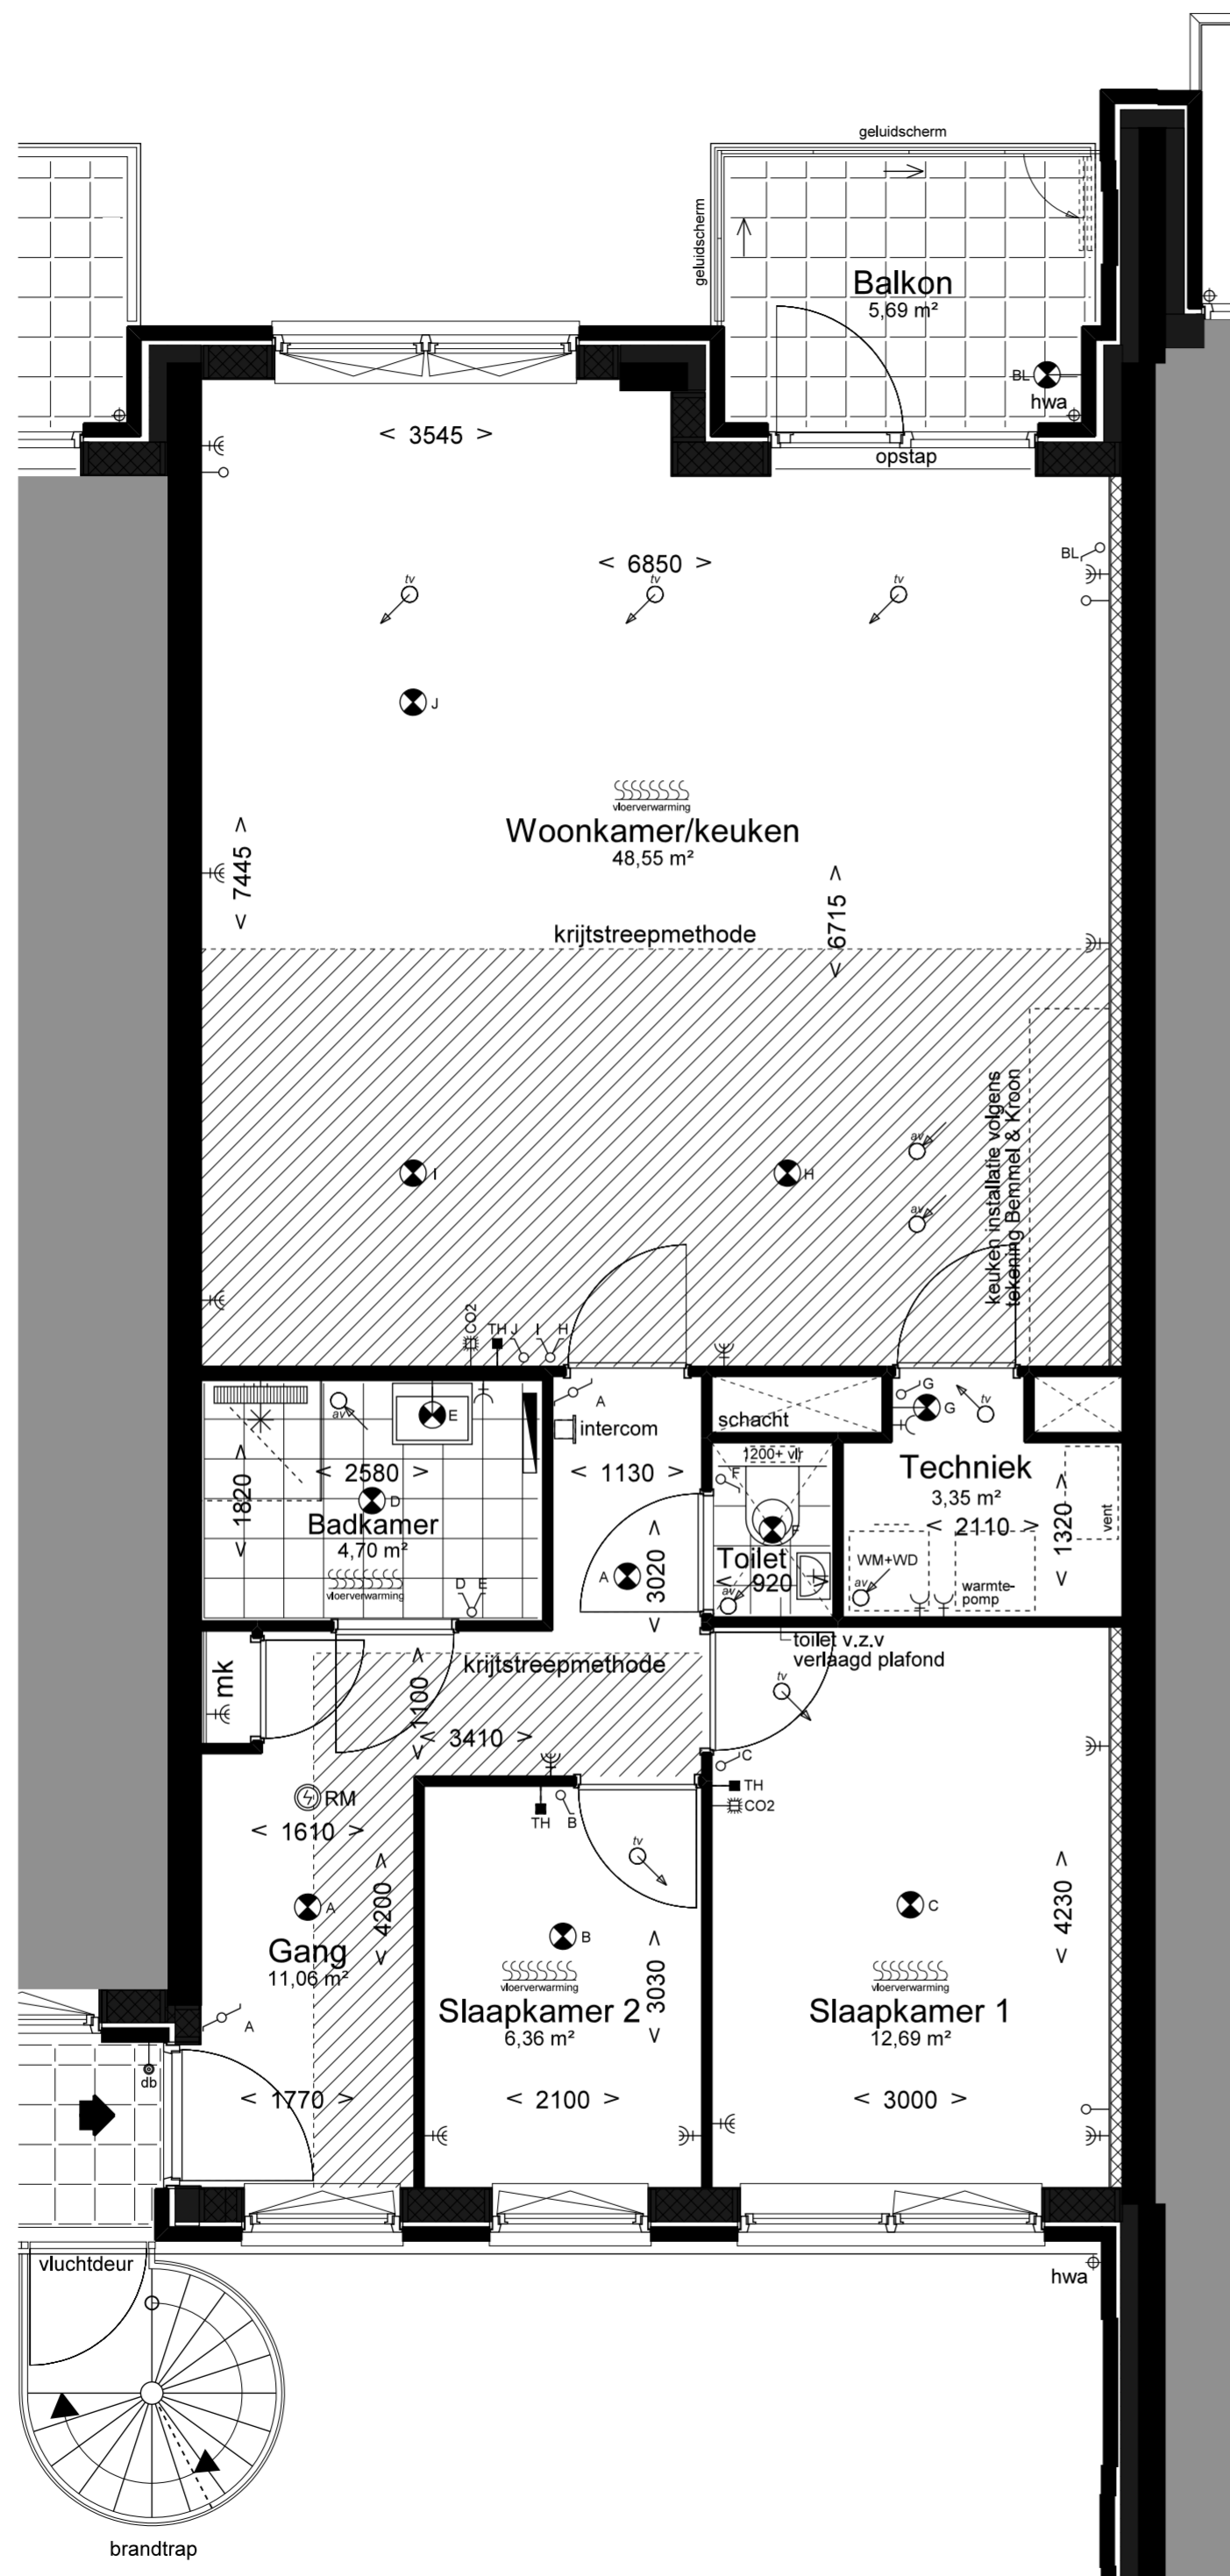 geluidscherm
geluidscherm
Balkon
5,69 m²
BL
hwa
< 3545 >
opstap
< 6850 >
BL
tv
tv
tv
J
vloerverwarming
Woonkamer/keuken
48,55 m²
< 7445 >
< 6715 >
krijtstreepmethode
keuken installatie volgens
tekening Bemmel & Kroon
av
I
H
av
CO2
TH
J
I
H
A
G
av
E
intercom
schacht
G
tv
1200+ vlr
Techniek
3,35 m²
< 1820 >
< 2580 >
< 1130 >
F
D
Badkamer
4,70 m²
vloerverwarming
D
E
< 3020 >
A
F
Toilet
< 920 >
av
< 2110 >
< 1320 >
vent
WM+WD
av
warmte-
pomp
toilet v.z.v
verlaagd plafond
mk
krijtstreepmethode
< 1100 >
< 3410 >
tv
C
TH
CO2
RM
< 1610 >
TH
B
tv
< 4200 >
A
B
C
< 4230 >
Gang
11,06 m²
vloerverwarming
Slaapkamer 2
6,36 m²
< 3030 >
vloerverwarming
Slaapkamer 1
12,69 m²
A
db
< 1770 >
< 2100 >
< 3000 >
vluchtdeur
hwa
brandtrap